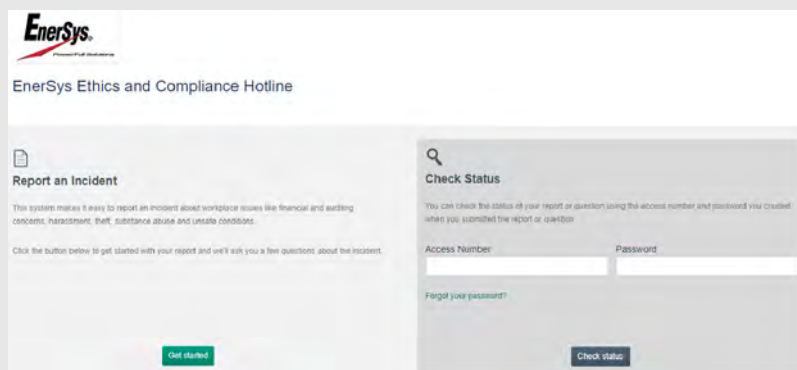 EnerSys.
Power/Full Solutions
EnerSys Ethics and Compliance Hotline
Report an Incident
This system makes it easy to report an incident about workplace issues like financial and auditing
concerns, harassment, theft, substance abuse and unsafe conditions.
Click the button below to get started with your report and we'll ask you a few questions about the incident.
Get started
Check Status
You can check the status of your report or question using the access number and password you created
when you submitted the report or question
Access Number
Password
Forgot your password?
Check status